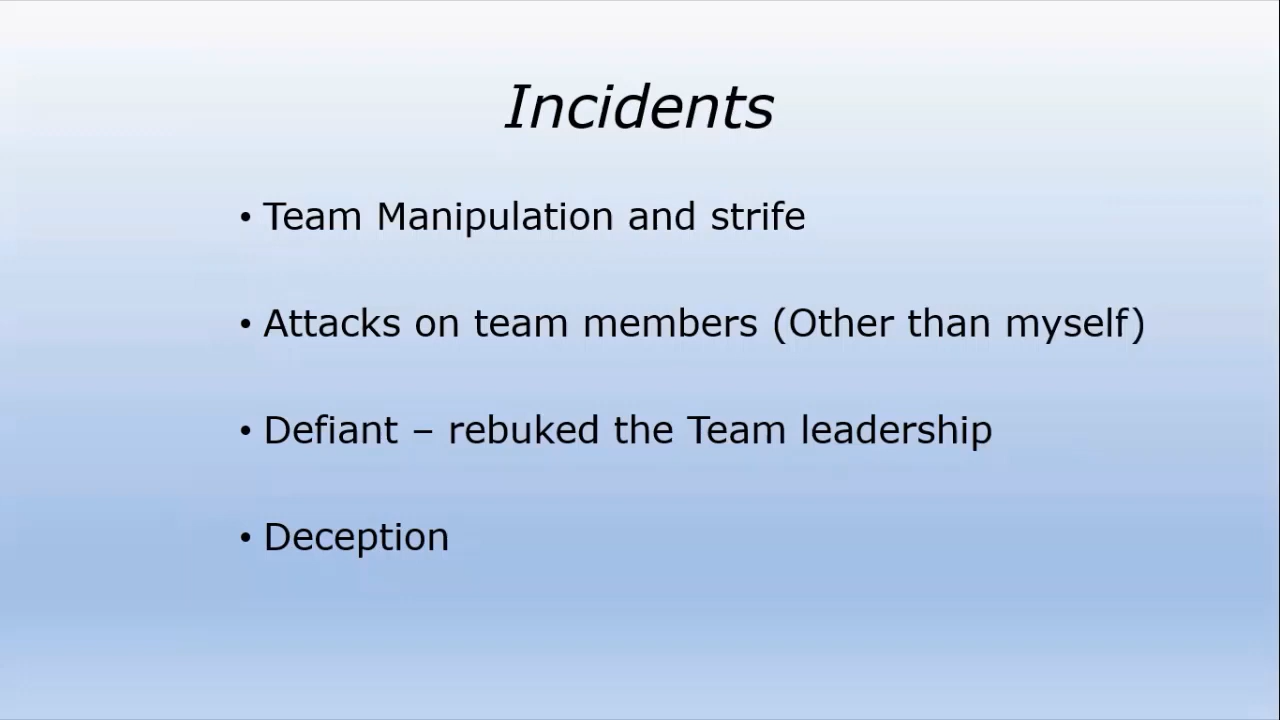 Incidents
• Team Manipulation and strife
• Attacks on team members (Other than myself)
• Defiant – rebuked the Team leadership
• Deception